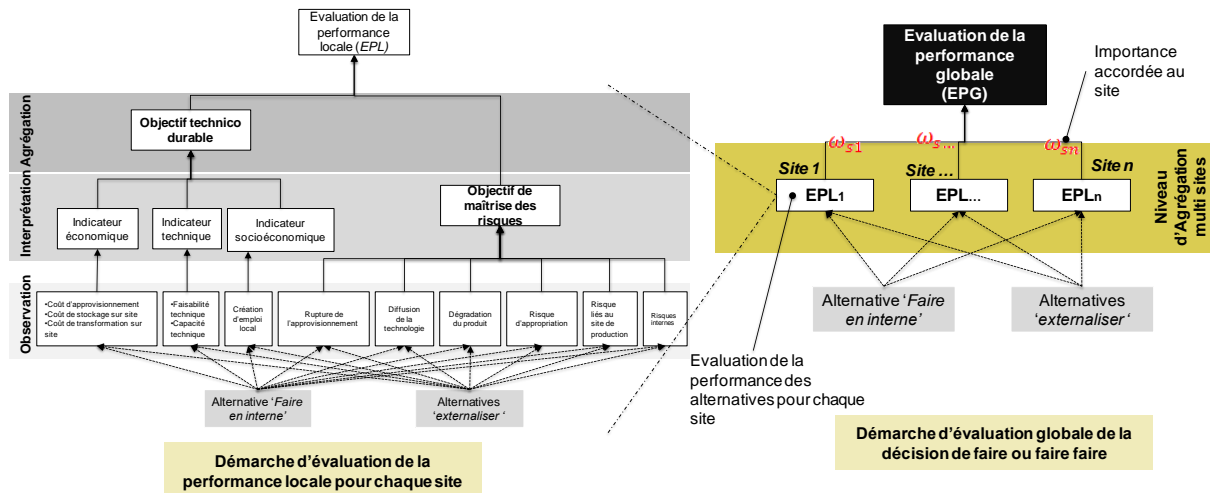 Evaluation de la
performance
locale (EPL)
Agrégation
Objectif technico
durable
Interprétation
Objectif de
maîtrise des
risques
Indicateur
économique
Indicateur
technique
Indicateur
socioéconomique
Observation
•Coût d'approvisionnement
•Coût de stockage sur site
•Coût de transformation sur
site
•Faisabilité
technique
•Capacité
technique
Création
d'emploi
local
Rupture de
l'approvisionnement
Diffusion de
la
technologie
Dégradation
du produit
Risque
d'appropriation
Risque
liés au
site de
production
Risques
internes
Alternative 'Faire
en interne'
Alternatives
'externaliser '
Démarche d'évaluation de la
performance locale pour chaque site
Evaluation de la
performance
globale
(EPG)
Importance
accordée au
site
ωs1
ωs...
ωsn
Site 1
Site ...
Site n
EPL1
EPL...
EPLn
Niveau
d'Agrégation
multi sites
Alternative 'Faire
en interne'
Alternatives
'externaliser '
Evaluation de la
performance des
alternatives pour chaque
site
Démarche d'évaluation globale de la
décision de faire ou faire faire